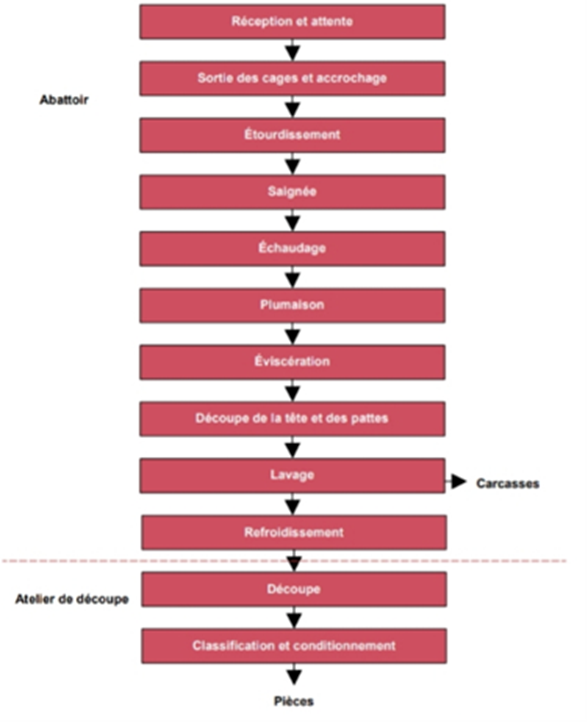 Réception et attente
Sortie des cages et accrochage
Abattoir
Étourdissement
Saignée
Échaudage
Plumaison
Éviscération
Découpe de la tête et des pattes
Lavage
Carcasses
Refroidissement
Découpe
Atelier de découpe
Classification et conditionnement
Pièces